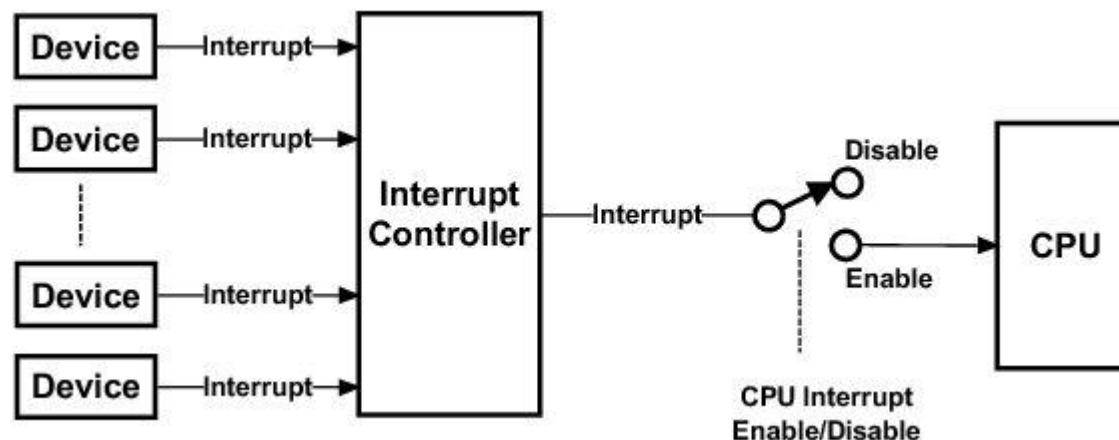 Device
Interrupt
Device
Interrupt
Device
Interrupt
Device
Interrupt
Interrupt
Controller
Interrupt
Disable
Enable
CPU
CPU Interrupt
Enable/Disable